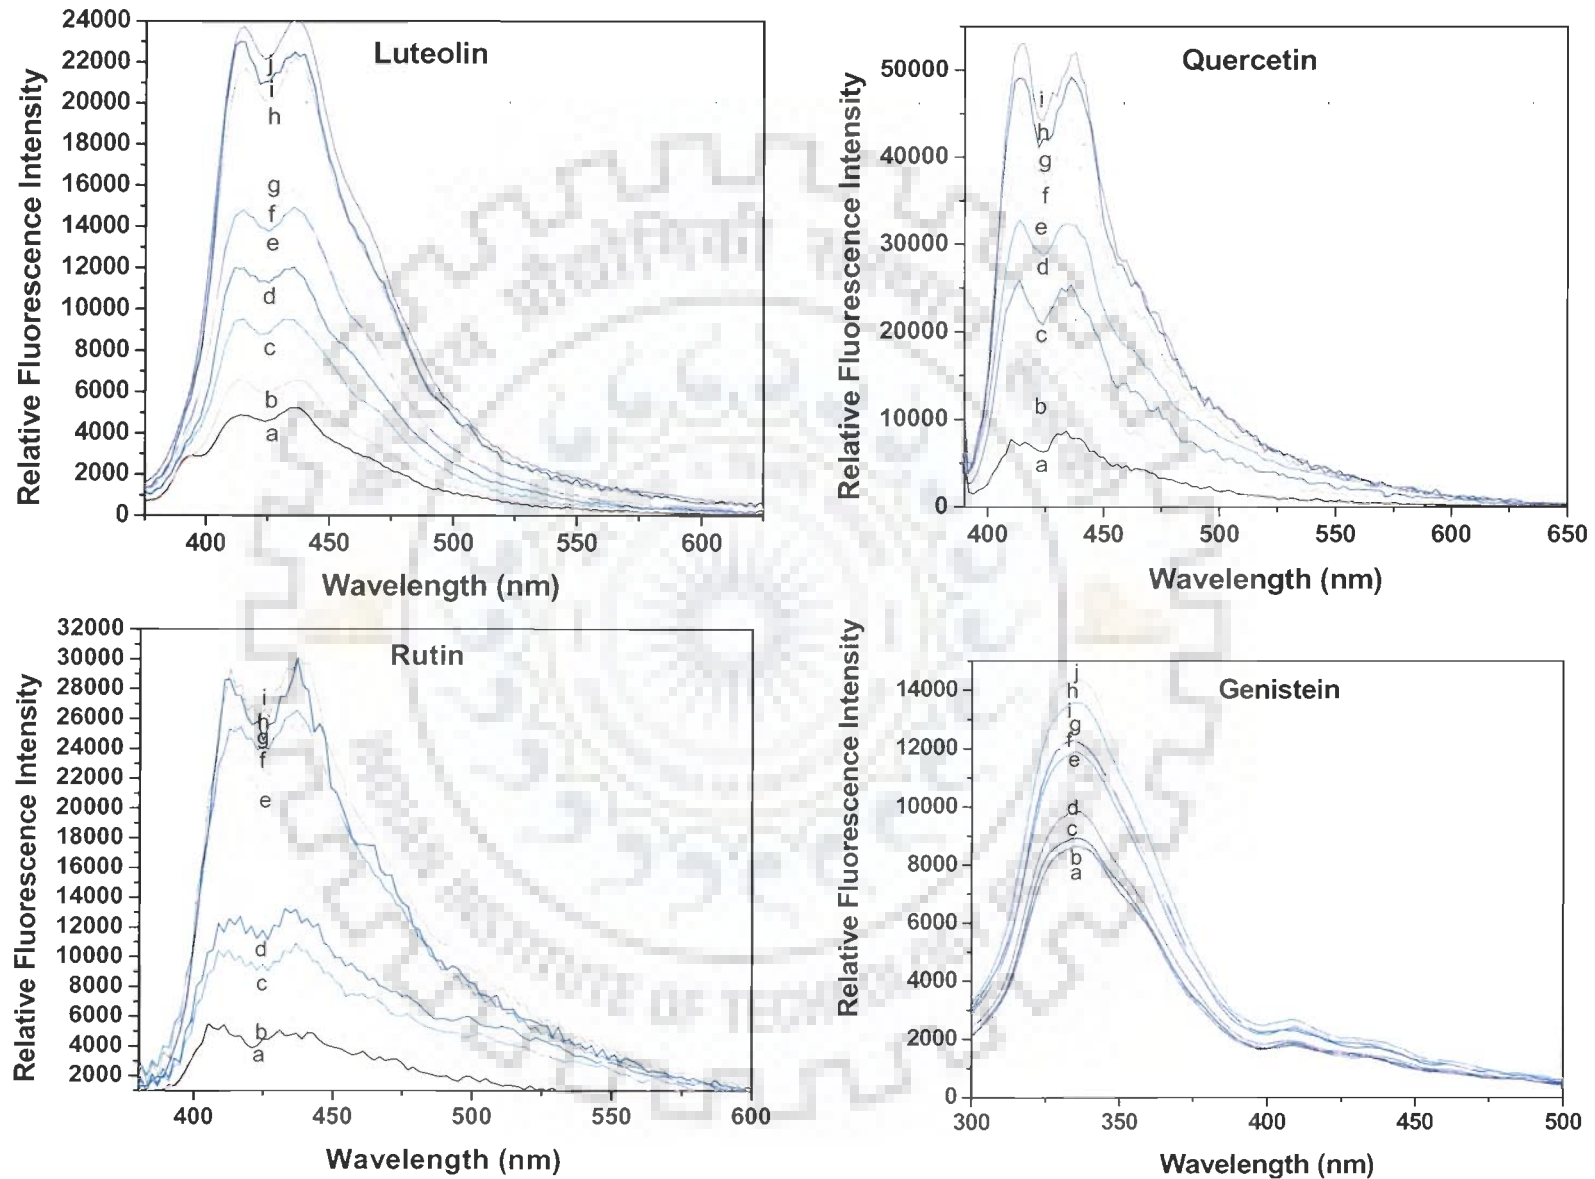 Luteolin
Relative Fluorescence Intensity
24000
22000
20000
18000
16000
14000
12000
10000
8000
6000
4000
2000
0
j
i
h
g
f
e
d
c
b
a
400
450
500
550
600
Wavelength (nm)
Quercetin
Relative Fluorescence Intensity
50000
40000
30000
20000
10000
0
i
h
g
f
e
d
c
b
a
400
450
500
550
600
650
Wavelength (nm)
Rutin
Relative Fluorescence Intensity
32000
30000
28000
26000
24000
22000
20000
18000
16000
14000
12000
10000
8000
6000
4000
2000
i
h
g
f
e
d
c
b
a
400
450
500
550
600
Wavelength (nm)
Genistein
Relative Fluorescence Intensity
14000
12000
10000
8000
6000
4000
2000
0
j
h
i
g
f
e
d
c
b
a
300
350
400
450
500
Wavelength (nm)
INSTITUTE OF TECHNOLOGY